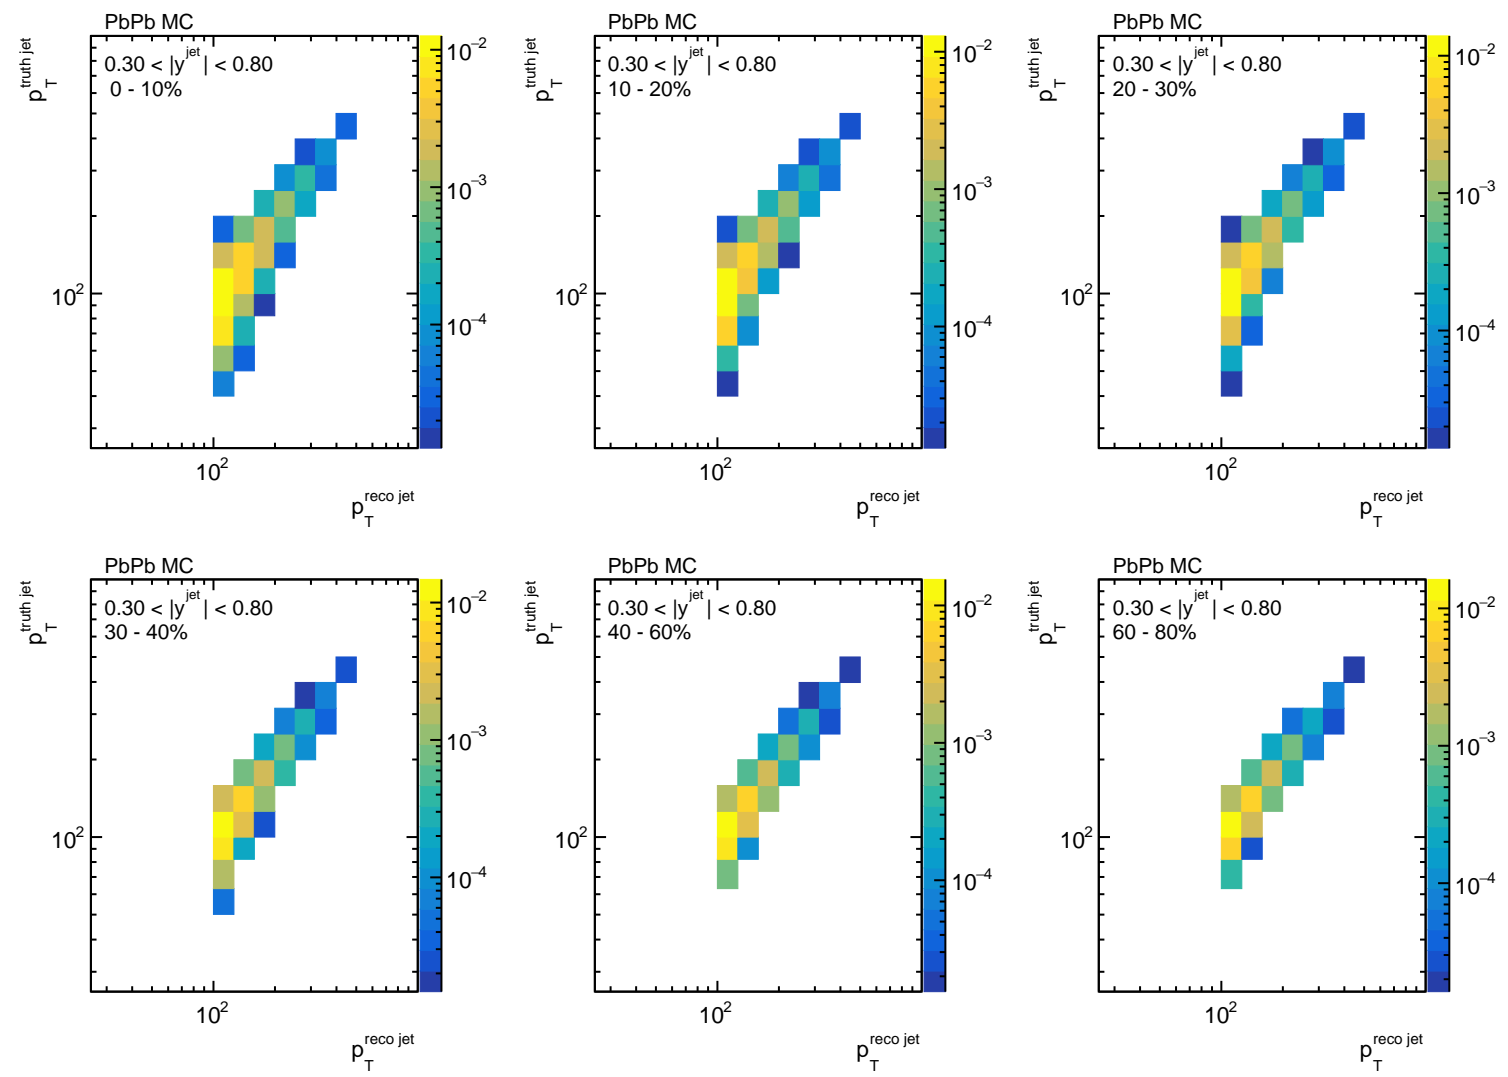 PbPb MC
p_T^{truth jet}
0.30 < |y^{jet}| < 0.80
0 - 10%
10^{−2}
10^{−3}
10^{−4}
10^{2}
10^{2}
p_T^{reco jet}
PbPb MC
p_T^{truth jet}
0.30 < |y^{jet}| < 0.80
10 - 20%
10^{−2}
10^{−3}
10^{−4}
10^{2}
10^{2}
p_T^{reco jet}
PbPb MC
p_T^{truth jet}
0.30 < |y^{jet}| < 0.80
20 - 30%
10^{−2}
10^{−3}
10^{−4}
10^{2}
10^{2}
p_T^{reco jet}
PbPb MC
p_T^{truth jet}
0.30 < |y^{jet}| < 0.80
30 - 40%
10^{−2}
10^{−3}
10^{−4}
10^{2}
10^{2}
p_T^{reco jet}
PbPb MC
p_T^{truth jet}
0.30 < |y^{jet}| < 0.80
40 - 60%
10^{−2}
10^{−3}
10^{−4}
10^{2}
10^{2}
p_T^{reco jet}
PbPb MC
p_T^{truth jet}
0.30 < |y^{jet}| < 0.80
60 - 80%
10^{−2}
10^{−3}
10^{−4}
10^{2}
10^{2}
p_T^{reco jet}